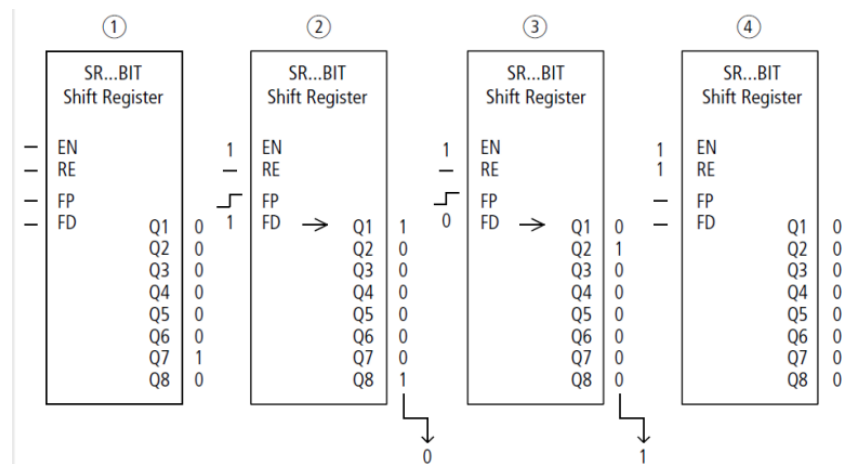 ① ② ③ ④
SR...BIT SR...BIT SR...BIT SR...BIT
Shift Register Shift Register Shift Register Shift Register
– EN 1 EN 1 EN 1 EN
– RE – RE – RE 1 RE
– FP FP FP – FP
– FD 1 FD → 0 FD → – FD
Q1 0 Q1 1 Q1 0 Q1 0
Q2 0 Q2 0 Q2 1 Q2 0
Q3 0 Q3 0 Q3 0 Q3 0
Q4 0 Q4 0 Q4 0 Q4 0
Q5 0 Q5 0 Q5 0 Q5 0
Q6 0 Q6 0 Q6 0 Q6 0
Q7 1 Q7 0 Q7 0 Q7 0
Q8 0 Q8 1 Q8 0 Q8 0
0 1